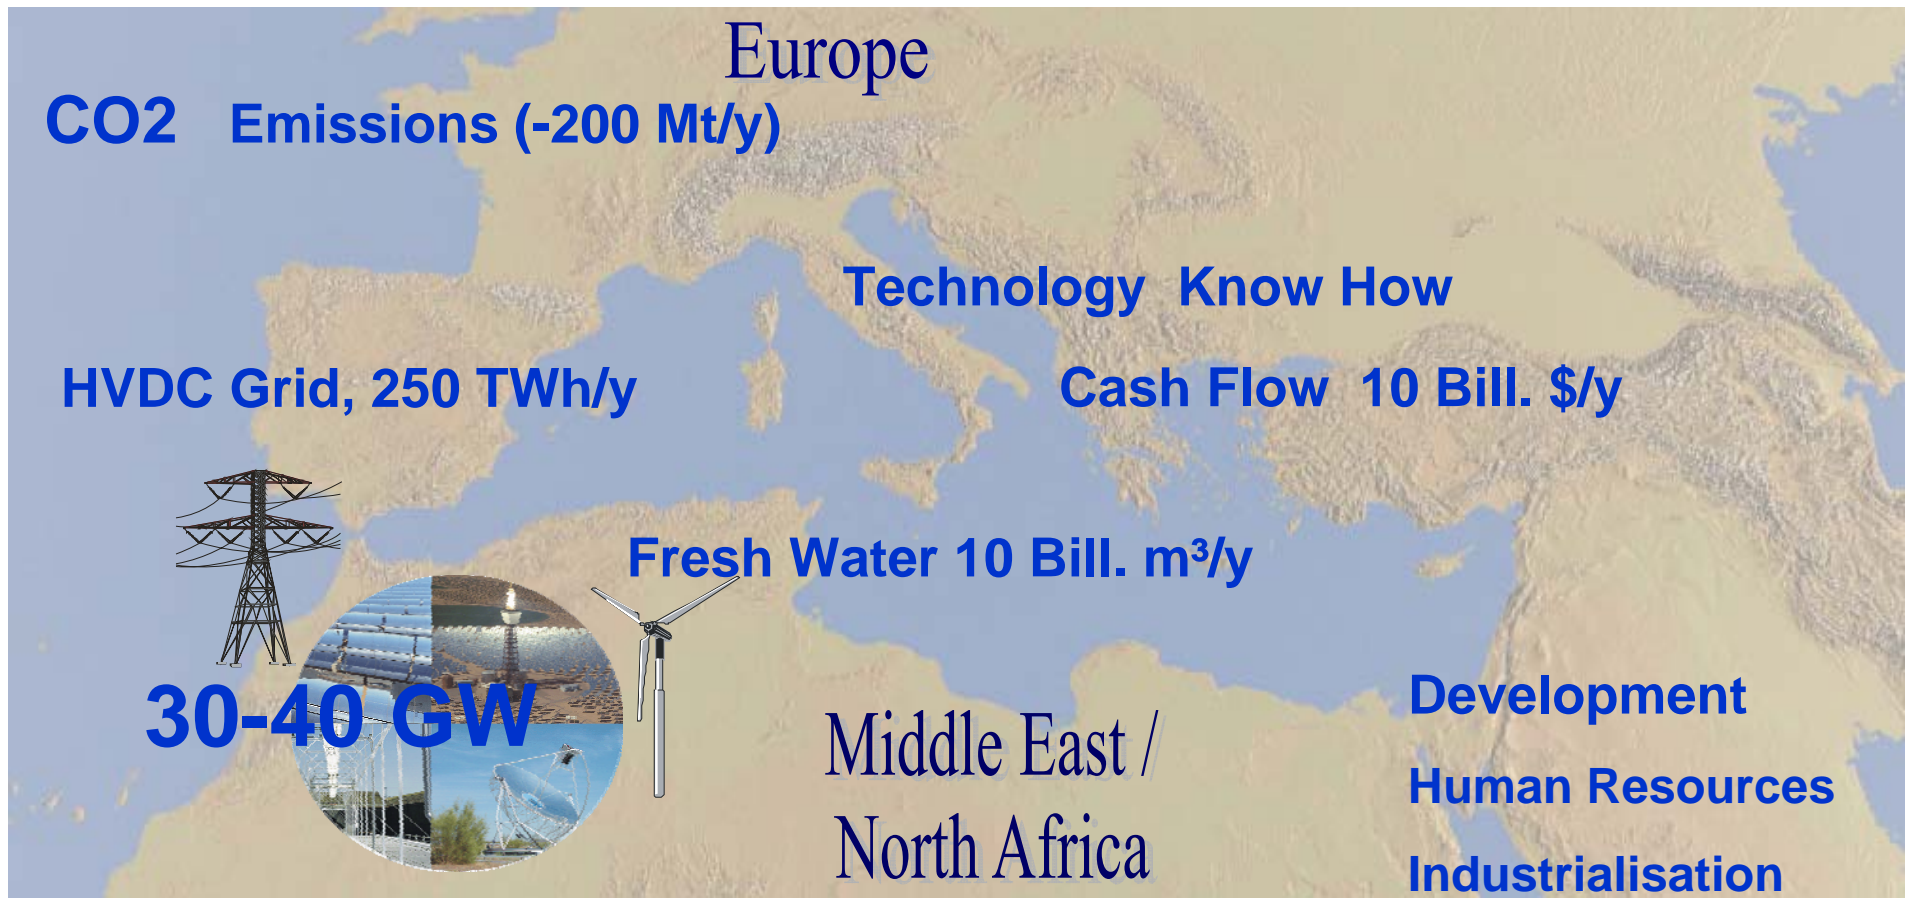 Europe
CO2 Emissions (-200 Mt/y)
Technology Know How
HVDC Grid, 250 TWh/y
Cash Flow 10 Bill. $/y
Fresh Water 10 Bill. m³/y
30-40 GW
Middle East /
North Africa
Development
Human Resources
Industrialisation